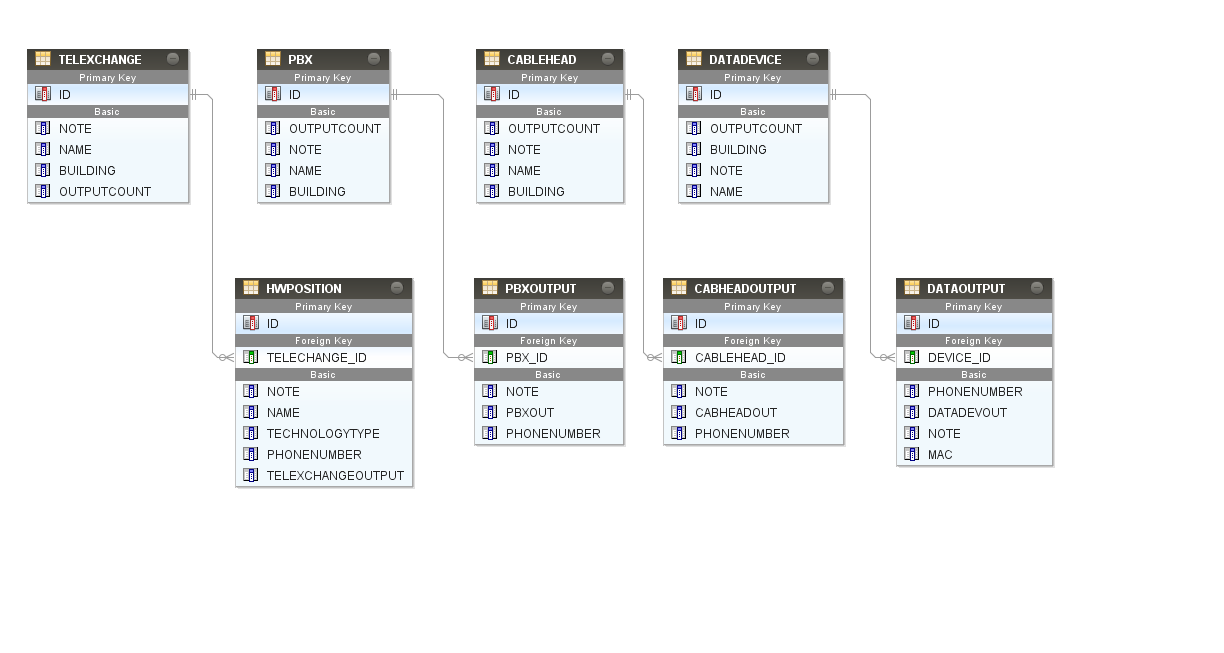 TELEXCHANGE
Primary Key
ID
Basic
NOTE
NAME
BUILDING
OUTPUTCOUNT
PBX
Primary Key
ID
Basic
OUTPUTCOUNT
NOTE
NAME
BUILDING
CABLEHEAD
Primary Key
ID
Basic
OUTPUTCOUNT
NOTE
NAME
BUILDING
DATADEVICE
Primary Key
ID
Basic
OUTPUTCOUNT
BUILDING
NOTE
NAME
HWPOSITION
Primary Key
ID
Foreign Key
TELECHANGE_ID
Basic
NOTE
NAME
TECHNOLOGYTYPE
PHONENUMBER
TELEXCHANGEOUTPUT
PBXOUTPUT
Primary Key
ID
Foreign Key
PBX_ID
Basic
NOTE
PBXOUT
PHONENUMBER
CABHEADOUTPUT
Primary Key
ID
Foreign Key
CABLEHEAD_ID
Basic
NOTE
CABHEADOUT
PHONENUMBER
DATAOUTPUT
Primary Key
ID
Foreign Key
DEVICE_ID
Basic
PHONENUMBER
DATADEVOUT
NOTE
MAC